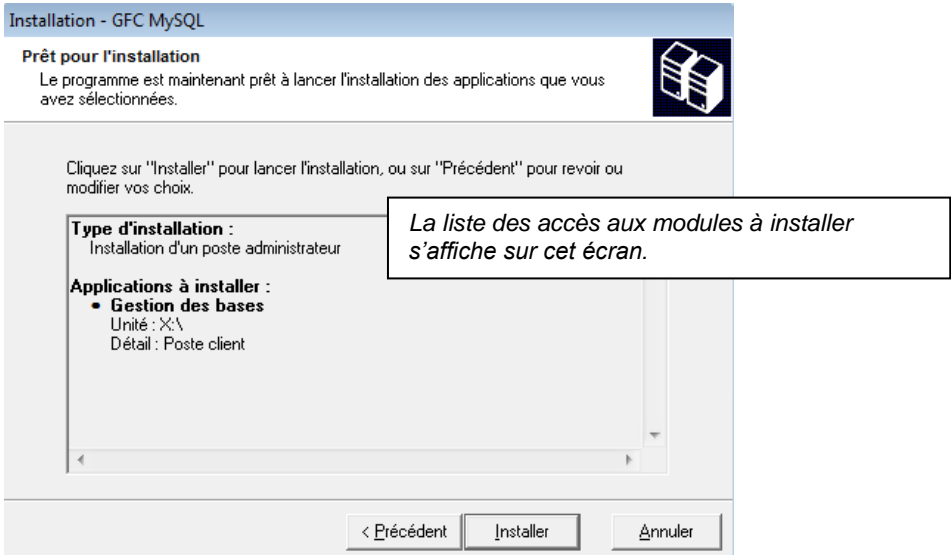 Installation - GFC MySQL
Prêt pour l'installation
Le programme est maintenant prêt à lancer l'installation des applications que vous
avez sélectionnées.
Cliquez sur "Installer" pour lancer l'installation, ou sur "Précédent" pour revoir ou
modifier vos choix.
La liste des accès aux modules à installer
s'affiche sur cet écran.
Type d'installation :
Installation d'un poste administrateur
Applications à installer :
• Gestion des bases
Unité : X:\
Détail : Poste client
< Précédent
Installer
Annuler